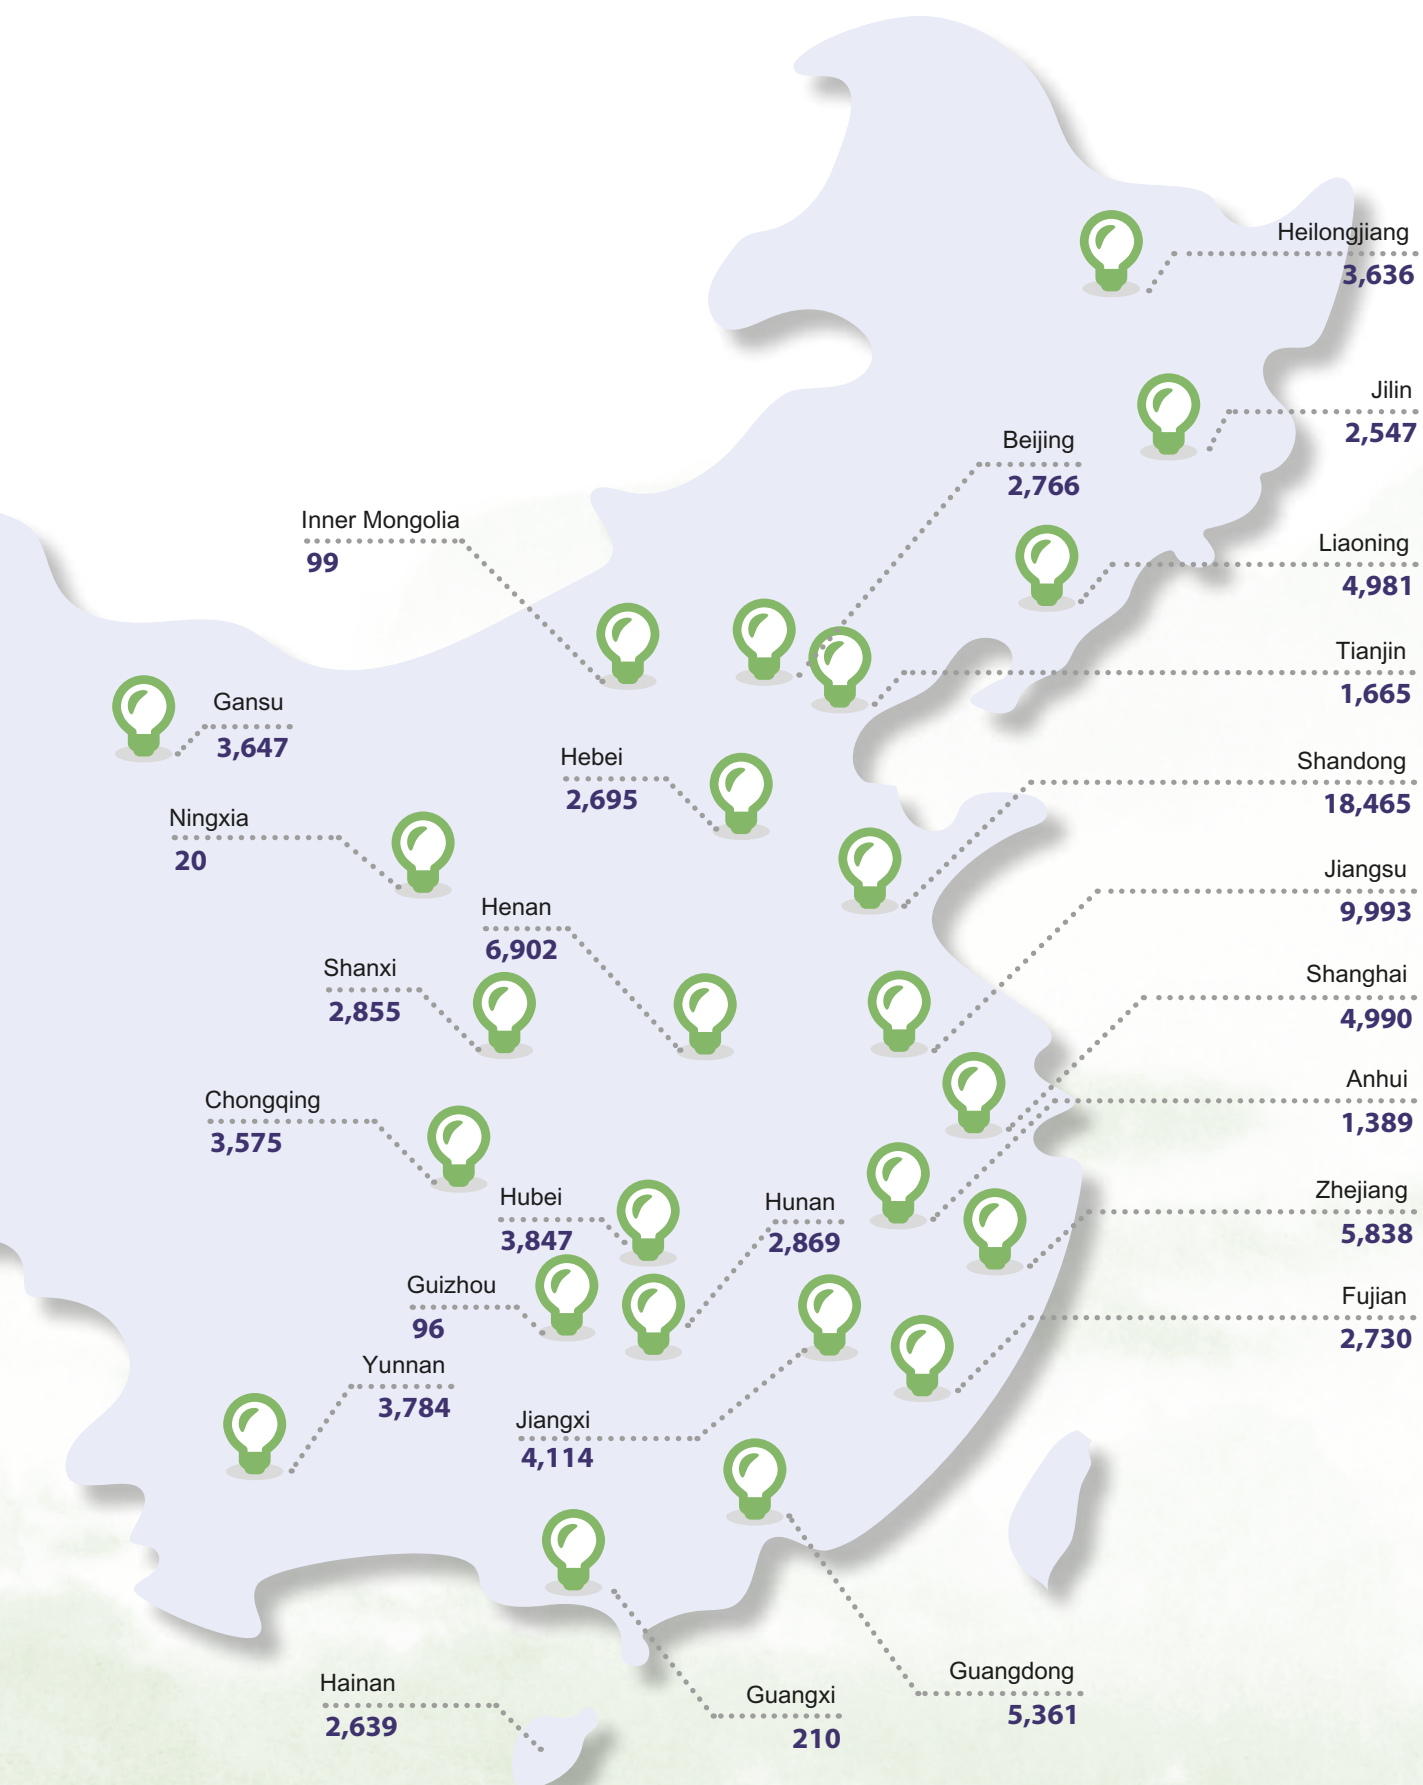 Heilongjiang
3,636
Jilin
2,547
Beijing
2,766
Inner Mongolia
99
Liaoning
4,981
Tianjin
1,665
Gansu
3,647
Hebei
2,695
Shandong
18,465
Ningxia
20
Jiangsu
9,993
Henan
6,902
Shanxi
2,855
Shanghai
4,990
Anhui
1,389
Chongqing
3,575
Zhejiang
5,838
Hubei
3,847
Hunan
2,869
Guizhou
96
Fujian
2,730
Yunnan
3,784
Jiangxi
4,114
Guangdong
5,361
Hainan
2,639
Guangxi
210